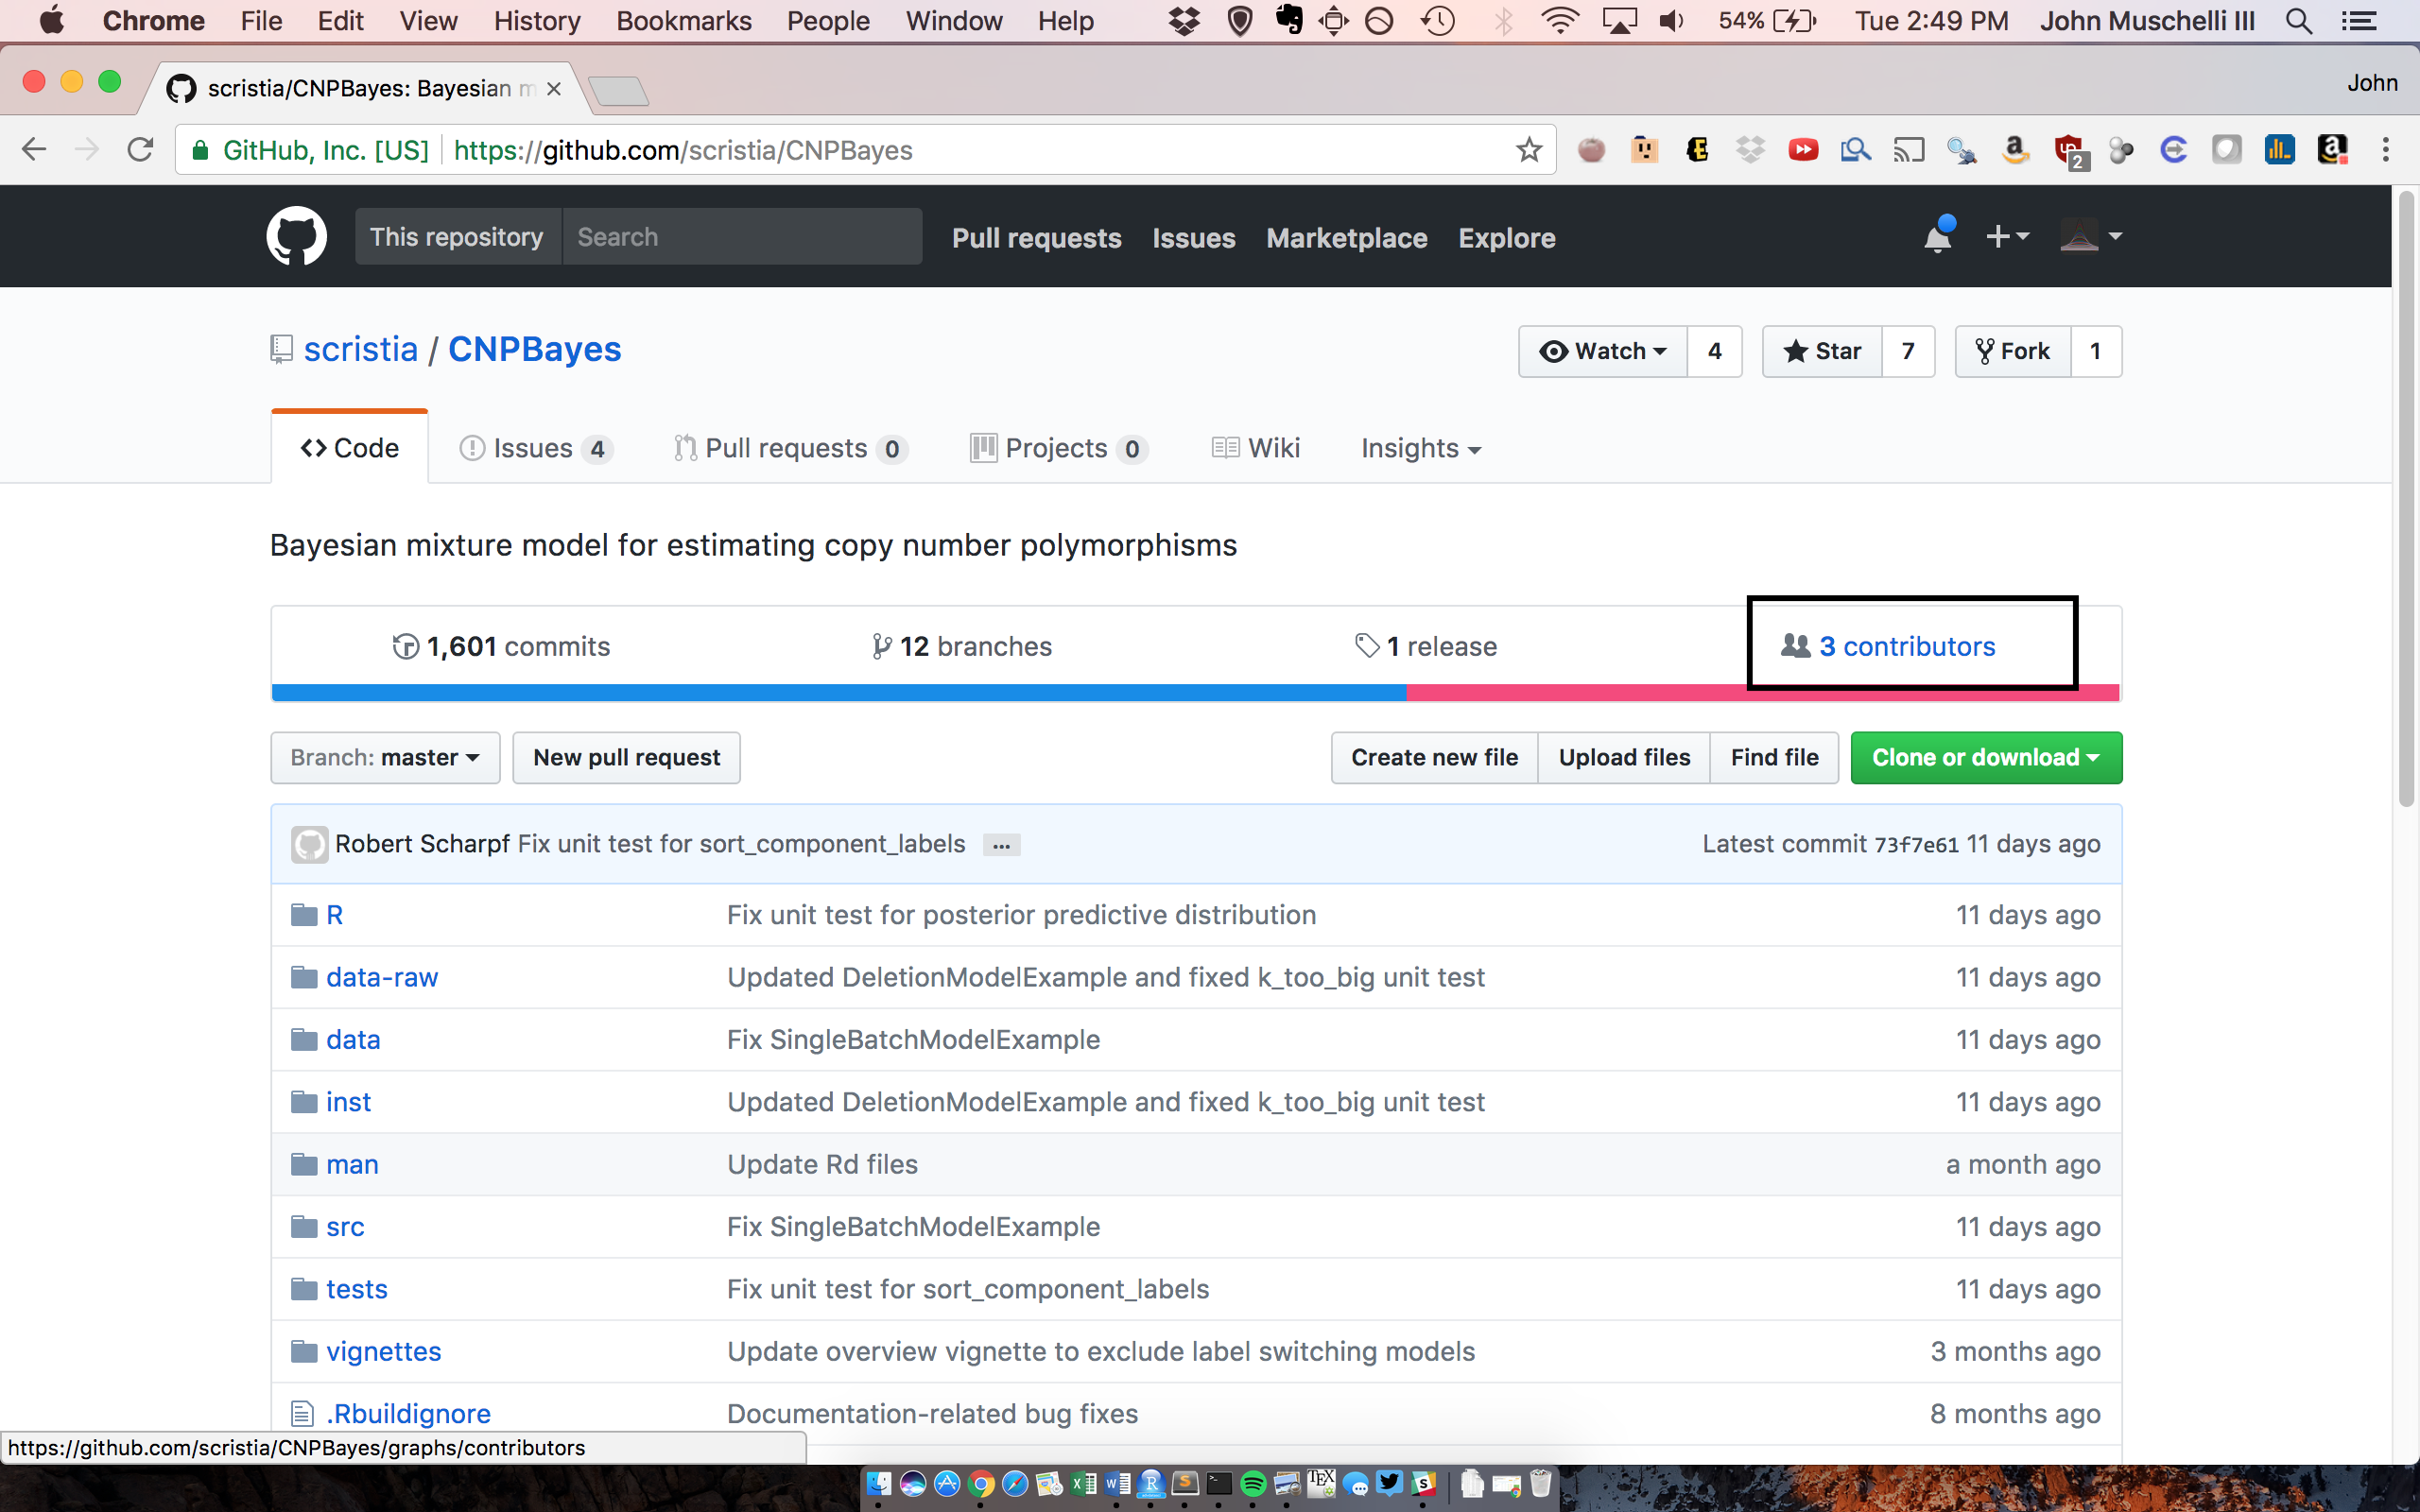 Chrome File Edit View History Bookmarks People Window Help 54% Tue 2:49 PM John Muschelli III
scristia/CNPBayes: Bayesian m John
GitHub, Inc. [US] https://github.com/scristia/CNPBayes 2
This repository Search Pull requests Issues Marketplace Explore
scristia / CNPBayes Watch 4 Star 7 Fork 1
Code Issues 4 Pull requests 0 Projects 0 Wiki Insights
Bayesian mixture model for estimating copy number polymorphisms
1,601 commits 12 branches 1 release 3 contributors
Branch: master New pull request Create new file Upload files Find file Clone or download
Robert Scharpf Fix unit test for sort_component_labels … Latest commit 73f7e61 11 days ago
R Fix unit test for posterior predictive distribution 11 days ago
data-raw Updated DeletionModelExample and fixed k_too_big unit test 11 days ago
data Fix SingleBatchModelExample 11 days ago
inst Updated DeletionModelExample and fixed k_too_big unit test 11 days ago
man Update Rd files a month ago
src Fix SingleBatchModelExample 11 days ago
tests Fix unit test for sort_component_labels 11 days ago
vignettes Update overview vignette to exclude label switching models 3 months ago
.Rbuildignore Documentation-related bug fixes 8 months ago
https://github.com/scristia/CNPBayes/graphs/contributors